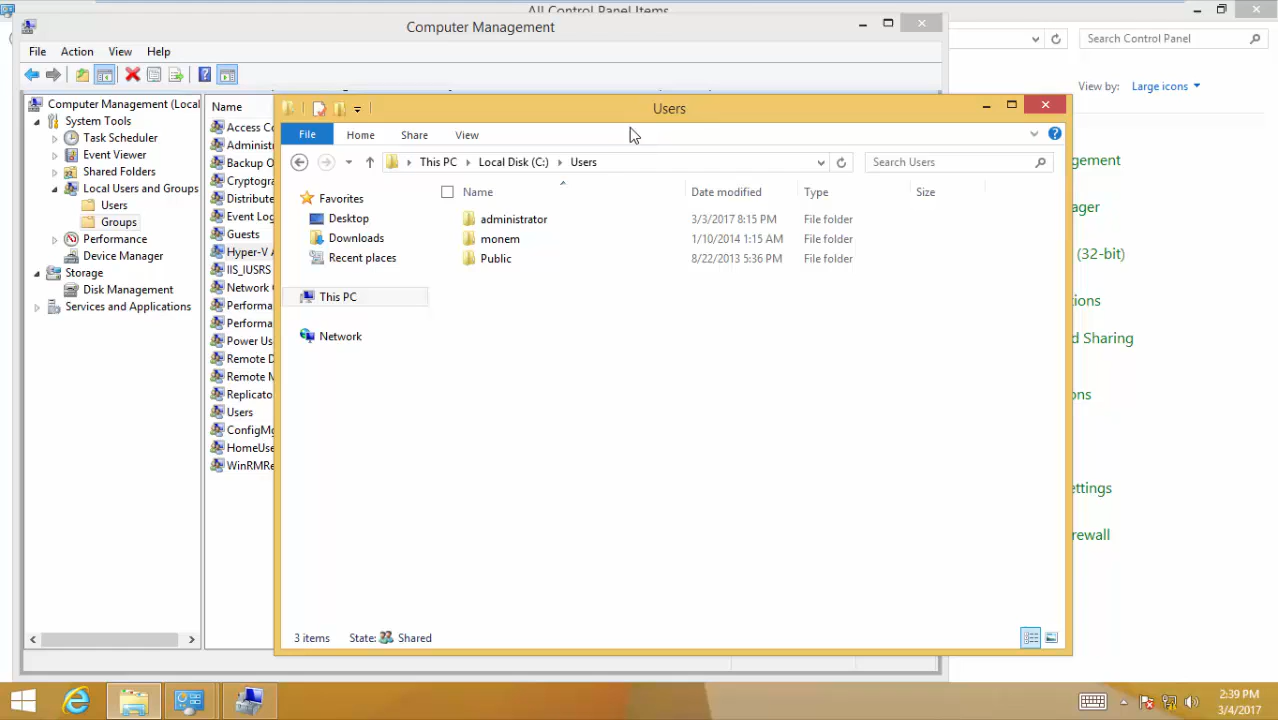 All Control Panel Items
Computer Management
Search Control Panel
File Action View Help
View by: Large icons
Computer Management (Local
System Tools
Task Scheduler
Event Viewer
Shared Folders
Local Users and Groups
Users
Groups
Performance
Device Manager
Storage
Disk Management
Services and Applications
Name
Access Co
Administr
Backup O
Cryptogra
Distribute
Event Log
Guests
Hyper-V A
IIS_IUSRS
Network
Performa
Performa
Power Us
Remote D
Remote M
Replicato
Users
ConfigMg
HomeUse
WinRMRe
Users
File Home Share View
This PC Local Disk (C:) Users
Search Users
Favorites
Desktop
Downloads
Recent places
This PC
Network
Name Date modified Type Size
administrator 3/3/2017 8:15 PM File folder
monem 1/10/2014 1:15 AM File folder
Public 8/22/2013 5:36 PM File folder
3 items State: Shared
gement
ager
(32-bit)
tions
d Sharing
ons
ettings
rewall
2:39 PM
3/4/2017